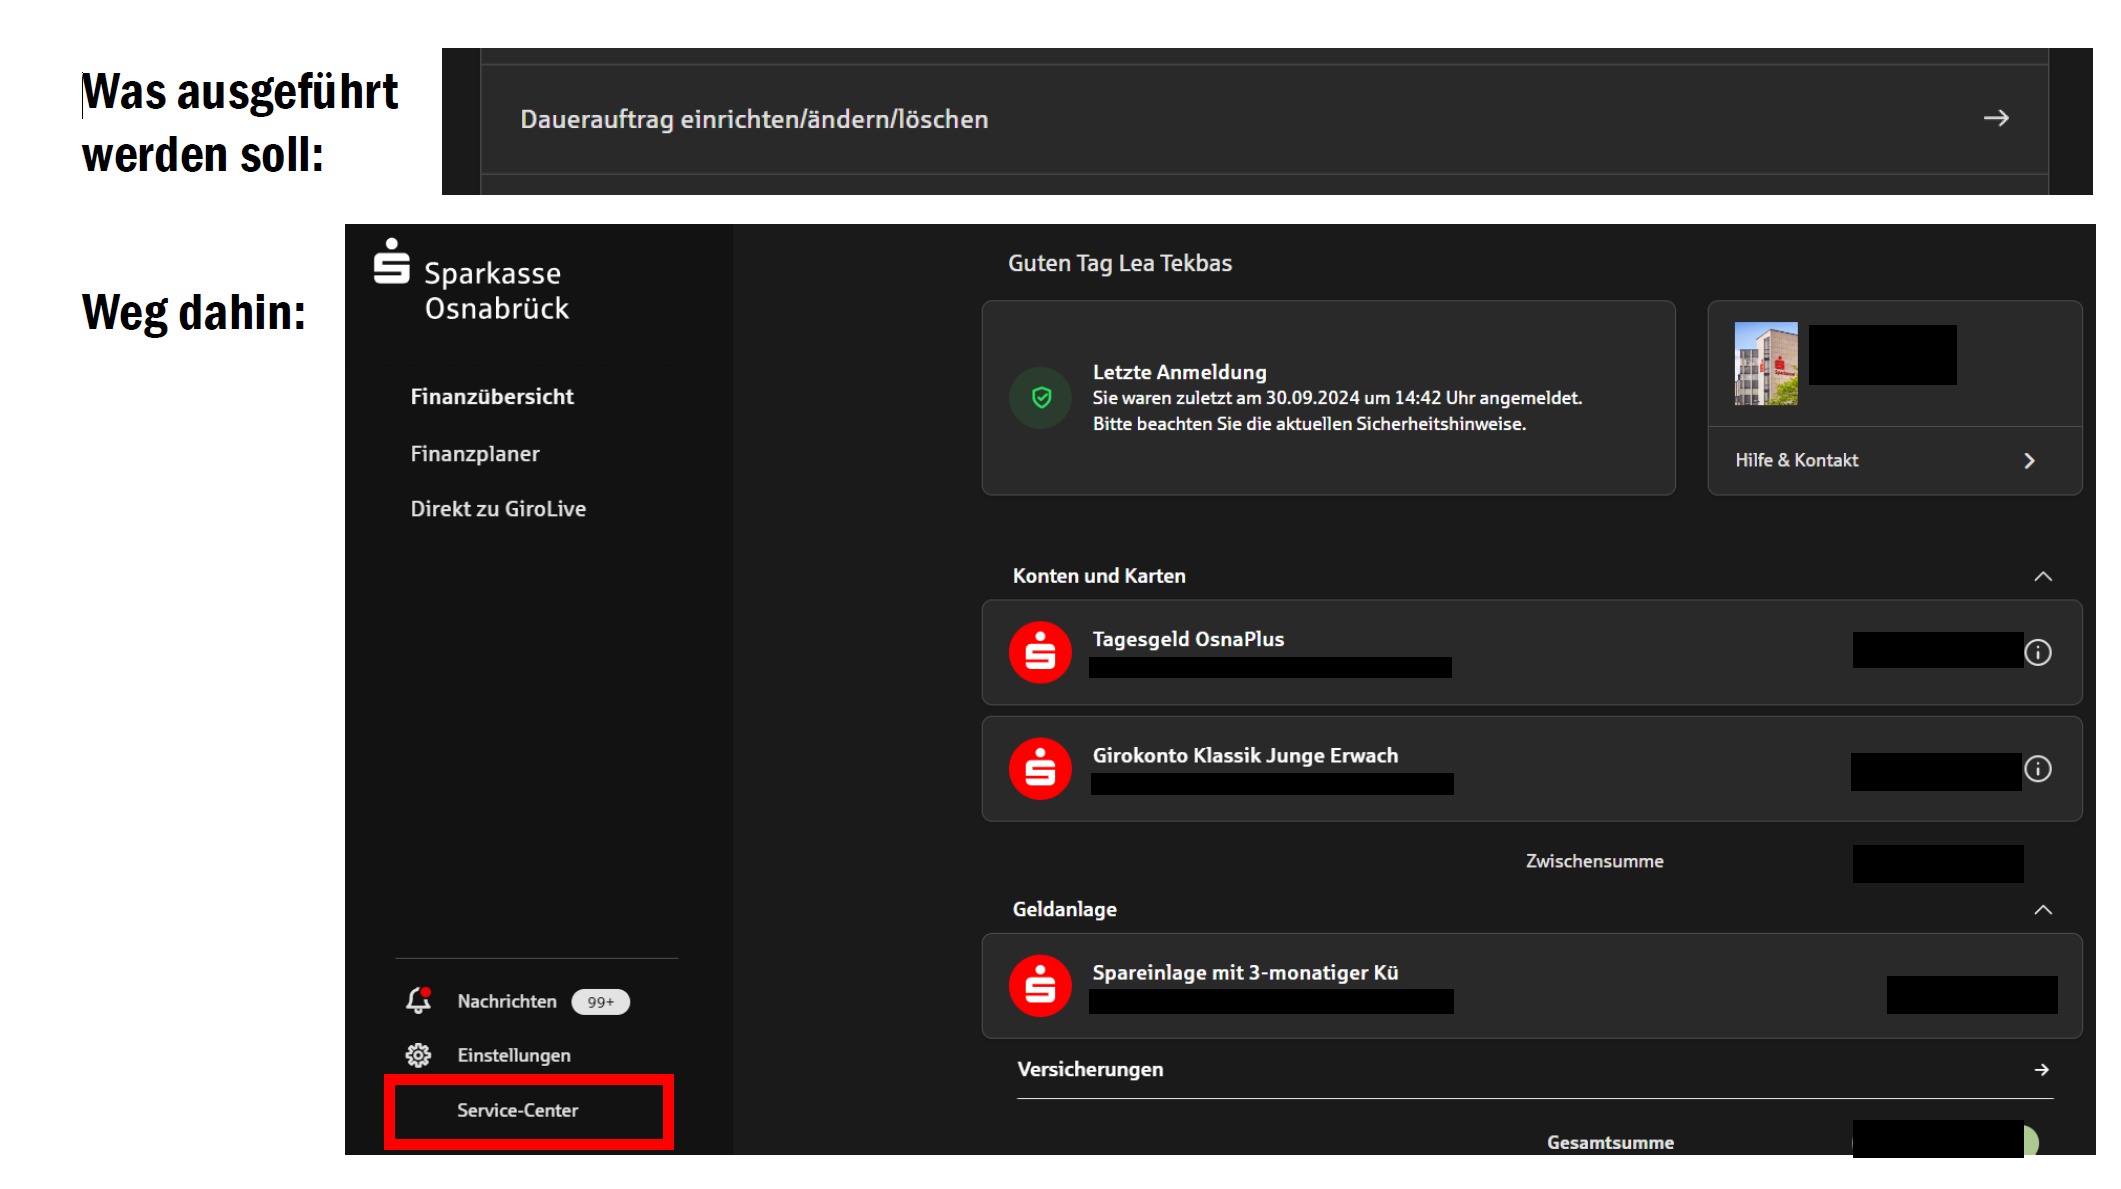 Was ausgeführt
werden soll:
Dauerauftrag einrichten/ändern/löschen
Weg dahin:
Sparkasse
Osnabrück
Finanzübersicht
Finanzplaner
Direkt zu GiroLive
Nachrichten 99+
Einstellungen
Service-Center
Guten Tag Lea Tekbas
Letzte Anmeldung
Sie waren zuletzt am 30.09.2024 um 14:42 Uhr angemeldet.
Bitte beachten Sie die aktuellen Sicherheitshinweise.
Hilfe & Kontakt
Konten und Karten
Tagesgeld OsnaPlus
Girokonto Klassik Junge Erwach
Zwischensumme
Geldanlage
Spareinlage mit 3-monatiger Kü
Versicherungen
Gesamtsumme